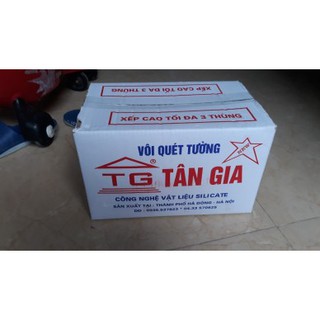 XẾP CAO TỐI ĐA 3 THÙNG
XẾP CAO TỐI ĐA 3 THÙNG
VÔI QUÉT TƯỜNG
new
TG TÂN GIA
CÔNG NGHỆ VẬT LIỆU SILICATE
SẢN XUẤT TẠI - THÀNH PHỐ HÀ ĐÔNG - HÀ NỘI